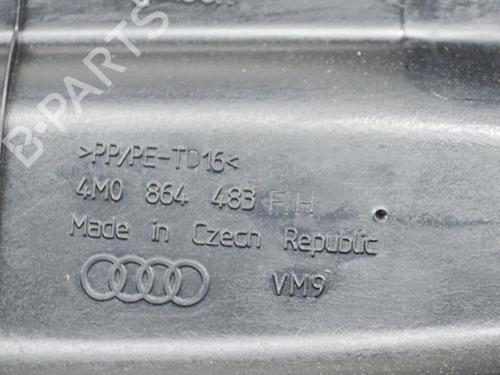 B-PARTS
>PP/PE-TD16<
4M0 864 483 F/H
Made in Czech Republic
VM9